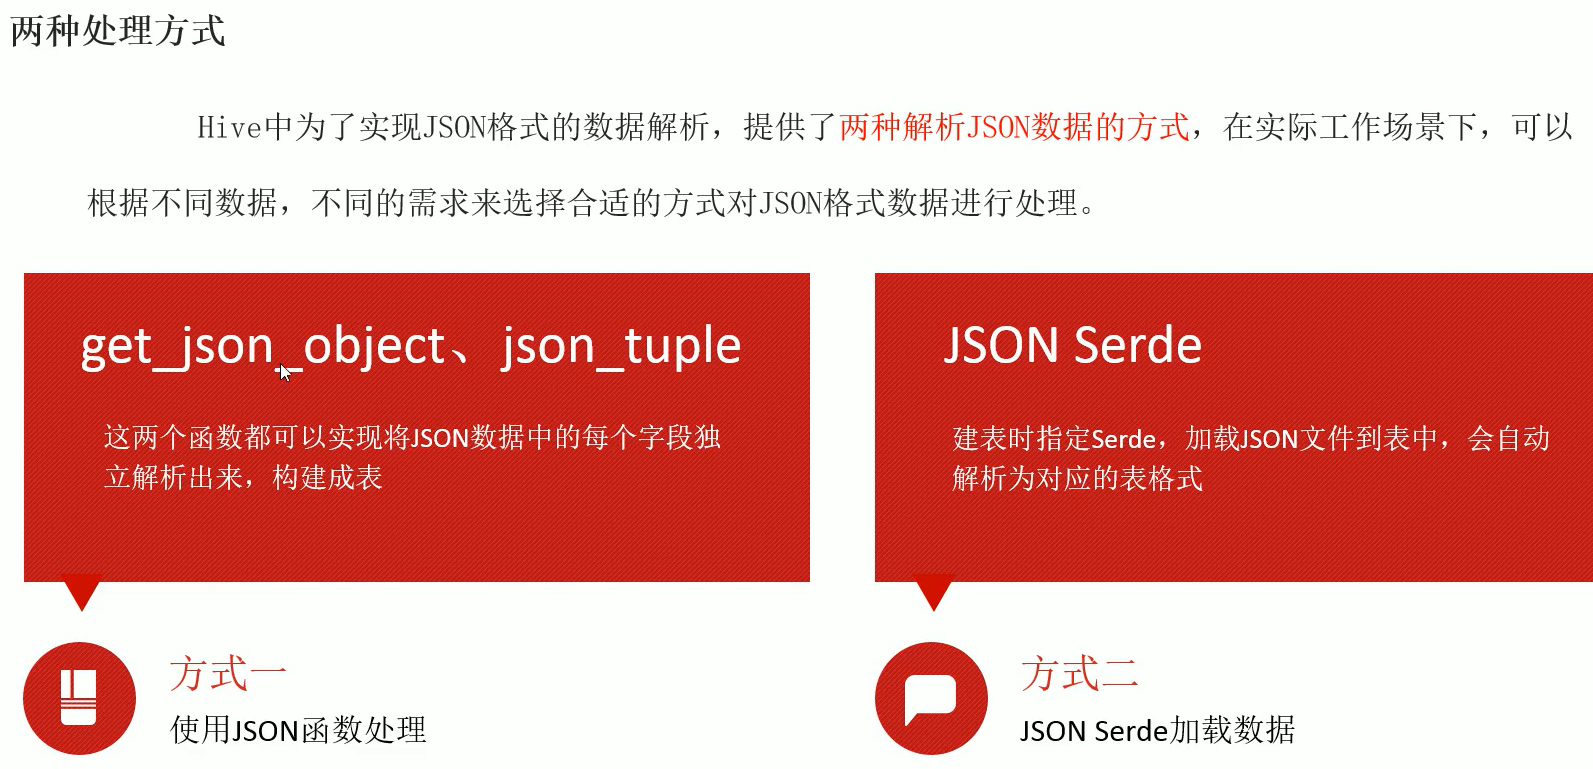 两种处理方式
Hive中为了实现JSON格式的数据解析，提供了两种解析JSON数据的方式，在实际工作场景下，可以
根据不同数据，不同的需求来选择合适的方式对JSON格式数据进行处理。
get_json_object、json_tuple
这两个函数都可以实现将JSON数据中的每个字段独
立解析出来，构建成表
方式一
使用JSON函数处理
JSON Serde
建表时指定Serde，加载JSON文件到表中，会自动
解析为对应的表格式
方式二
JSON Serde加载数据